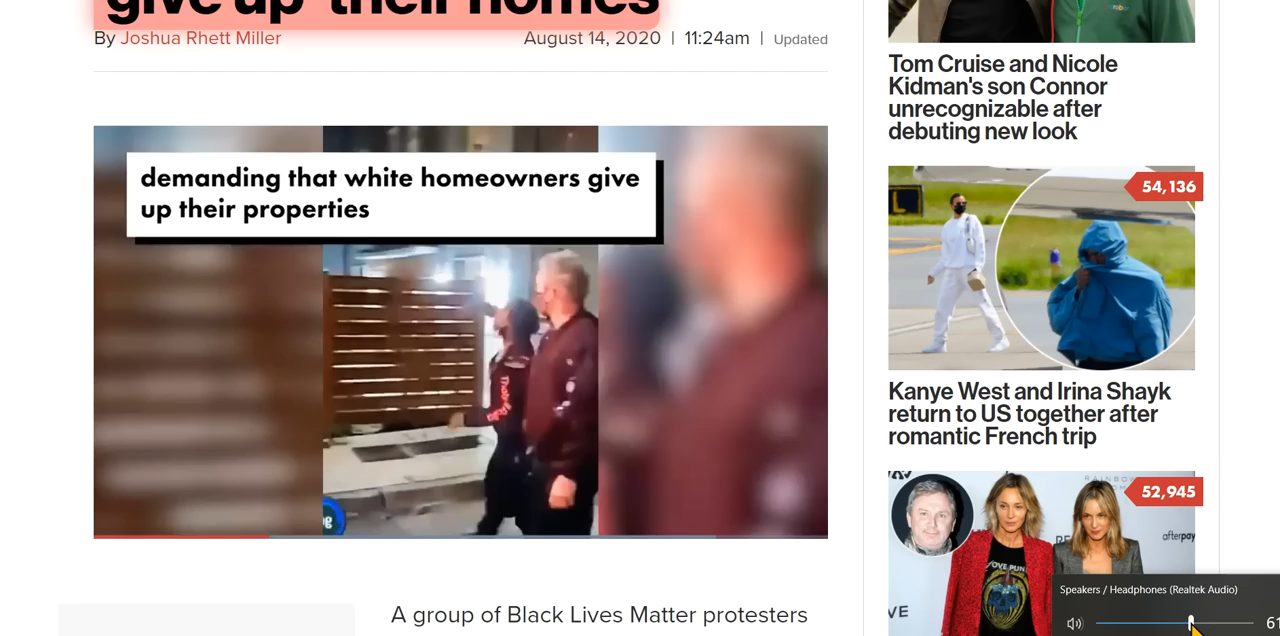 give up' their homes
By Joshua Rhett Miller
August 14, 2020 | 11:24am | Updated
demanding that white homeowners give
up their properties
A group of Black Lives Matter protesters
Tom Cruise and Nicole
Kidman's son Connor
unrecognizable after
debuting new look
54,136
Kanye West and Irina Shayk
return to US together after
romantic French trip
52,945
afterpay
Speakers / Headphones (Realtek Audio)